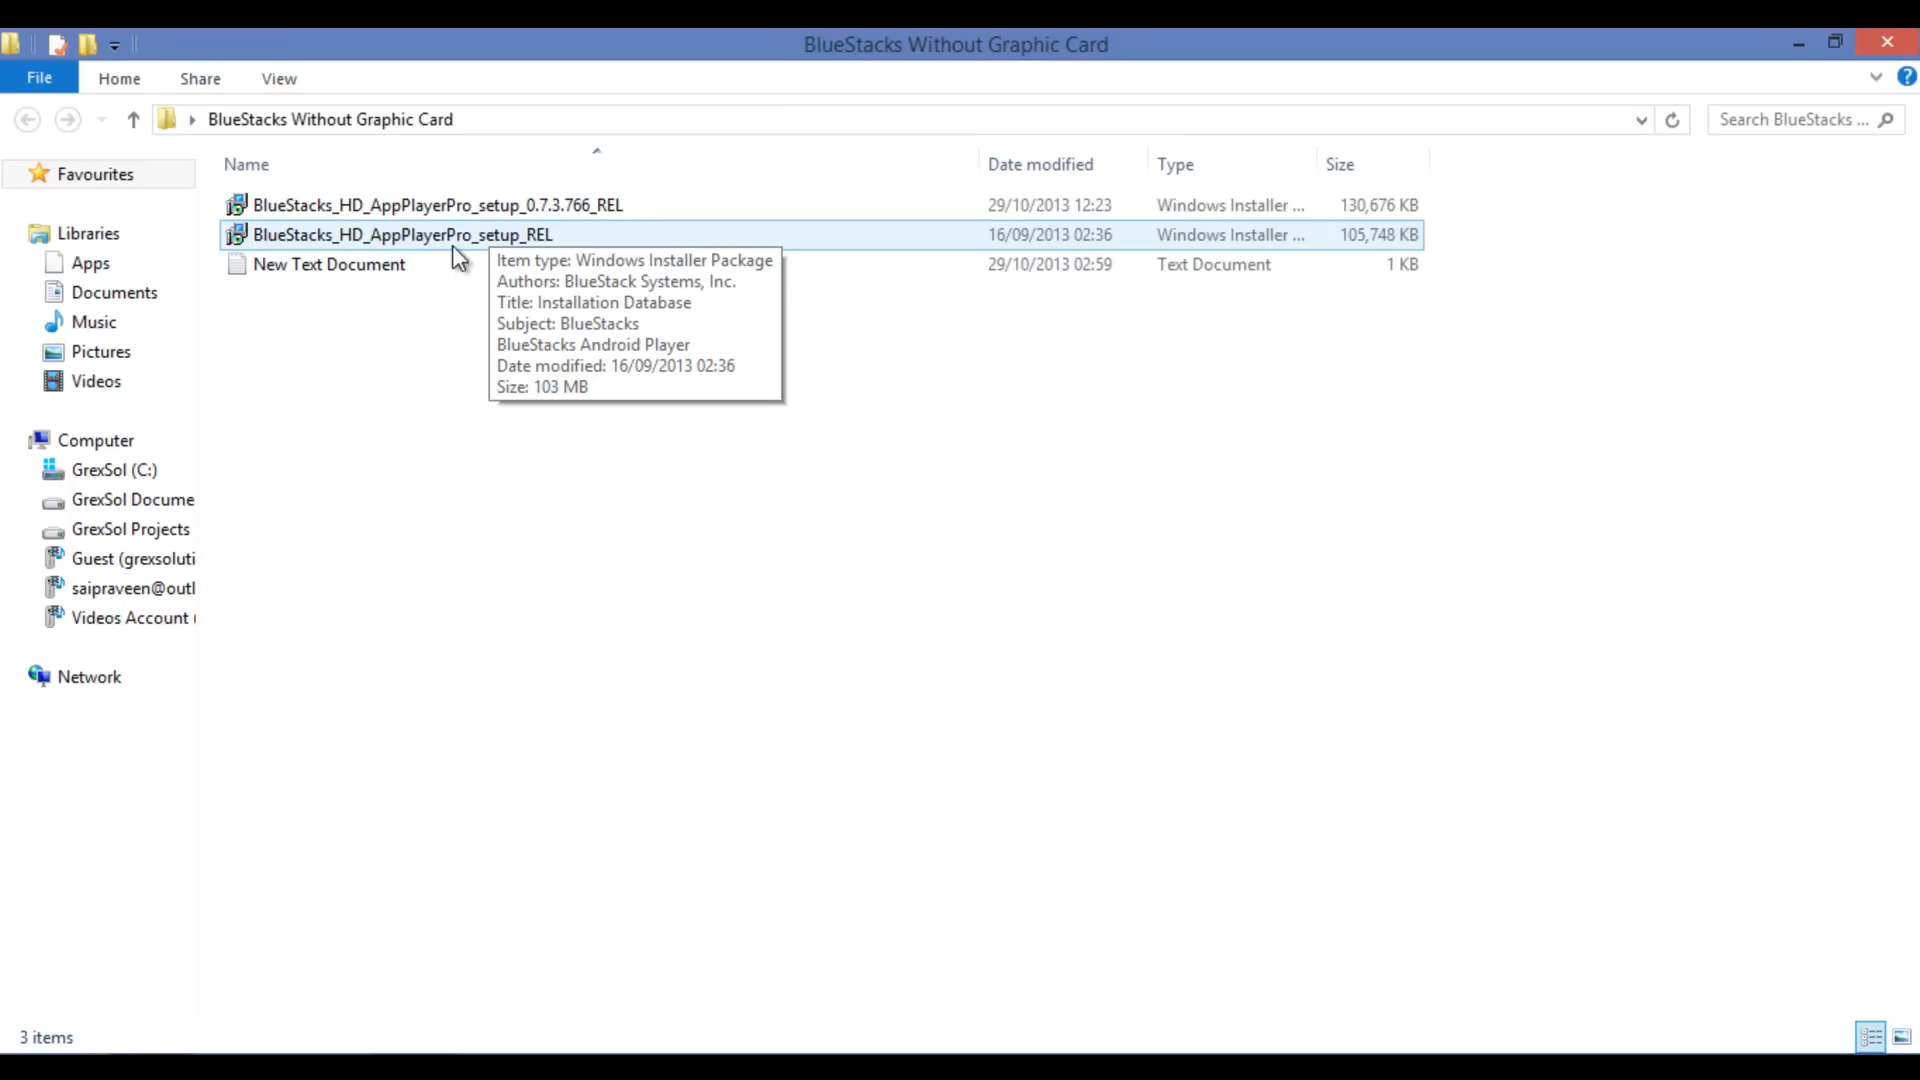 BlueStacks Without Graphic Card
File Home Share View
BlueStacks Without Graphic Card
Search BlueStacks ...
Name Date modified Type Size
BlueStacks_HD_AppPlayerPro_setup_0.7.3.766_REL 29/10/2013 12:23 Windows Installer ... 130,676 KB
BlueStacks_HD_AppPlayerPro_setup_REL 16/09/2013 02:36 Windows Installer ... 105,748 KB
New Text Document 29/10/2013 02:59 Text Document 1 KB
Item type: Windows Installer Package
Authors: BlueStack Systems, Inc.
Title: Installation Database
Subject: BlueStacks
BlueStacks Android Player
Date modified: 16/09/2013 02:36
Size: 103 MB
Favourites
Libraries
Apps
Documents
Music
Pictures
Videos
Computer
GrexSol (C:)
GrexSol Docume
GrexSol Projects
Guest (grexsoluti
saipraveen@outl
Videos Account (
Network
3 items